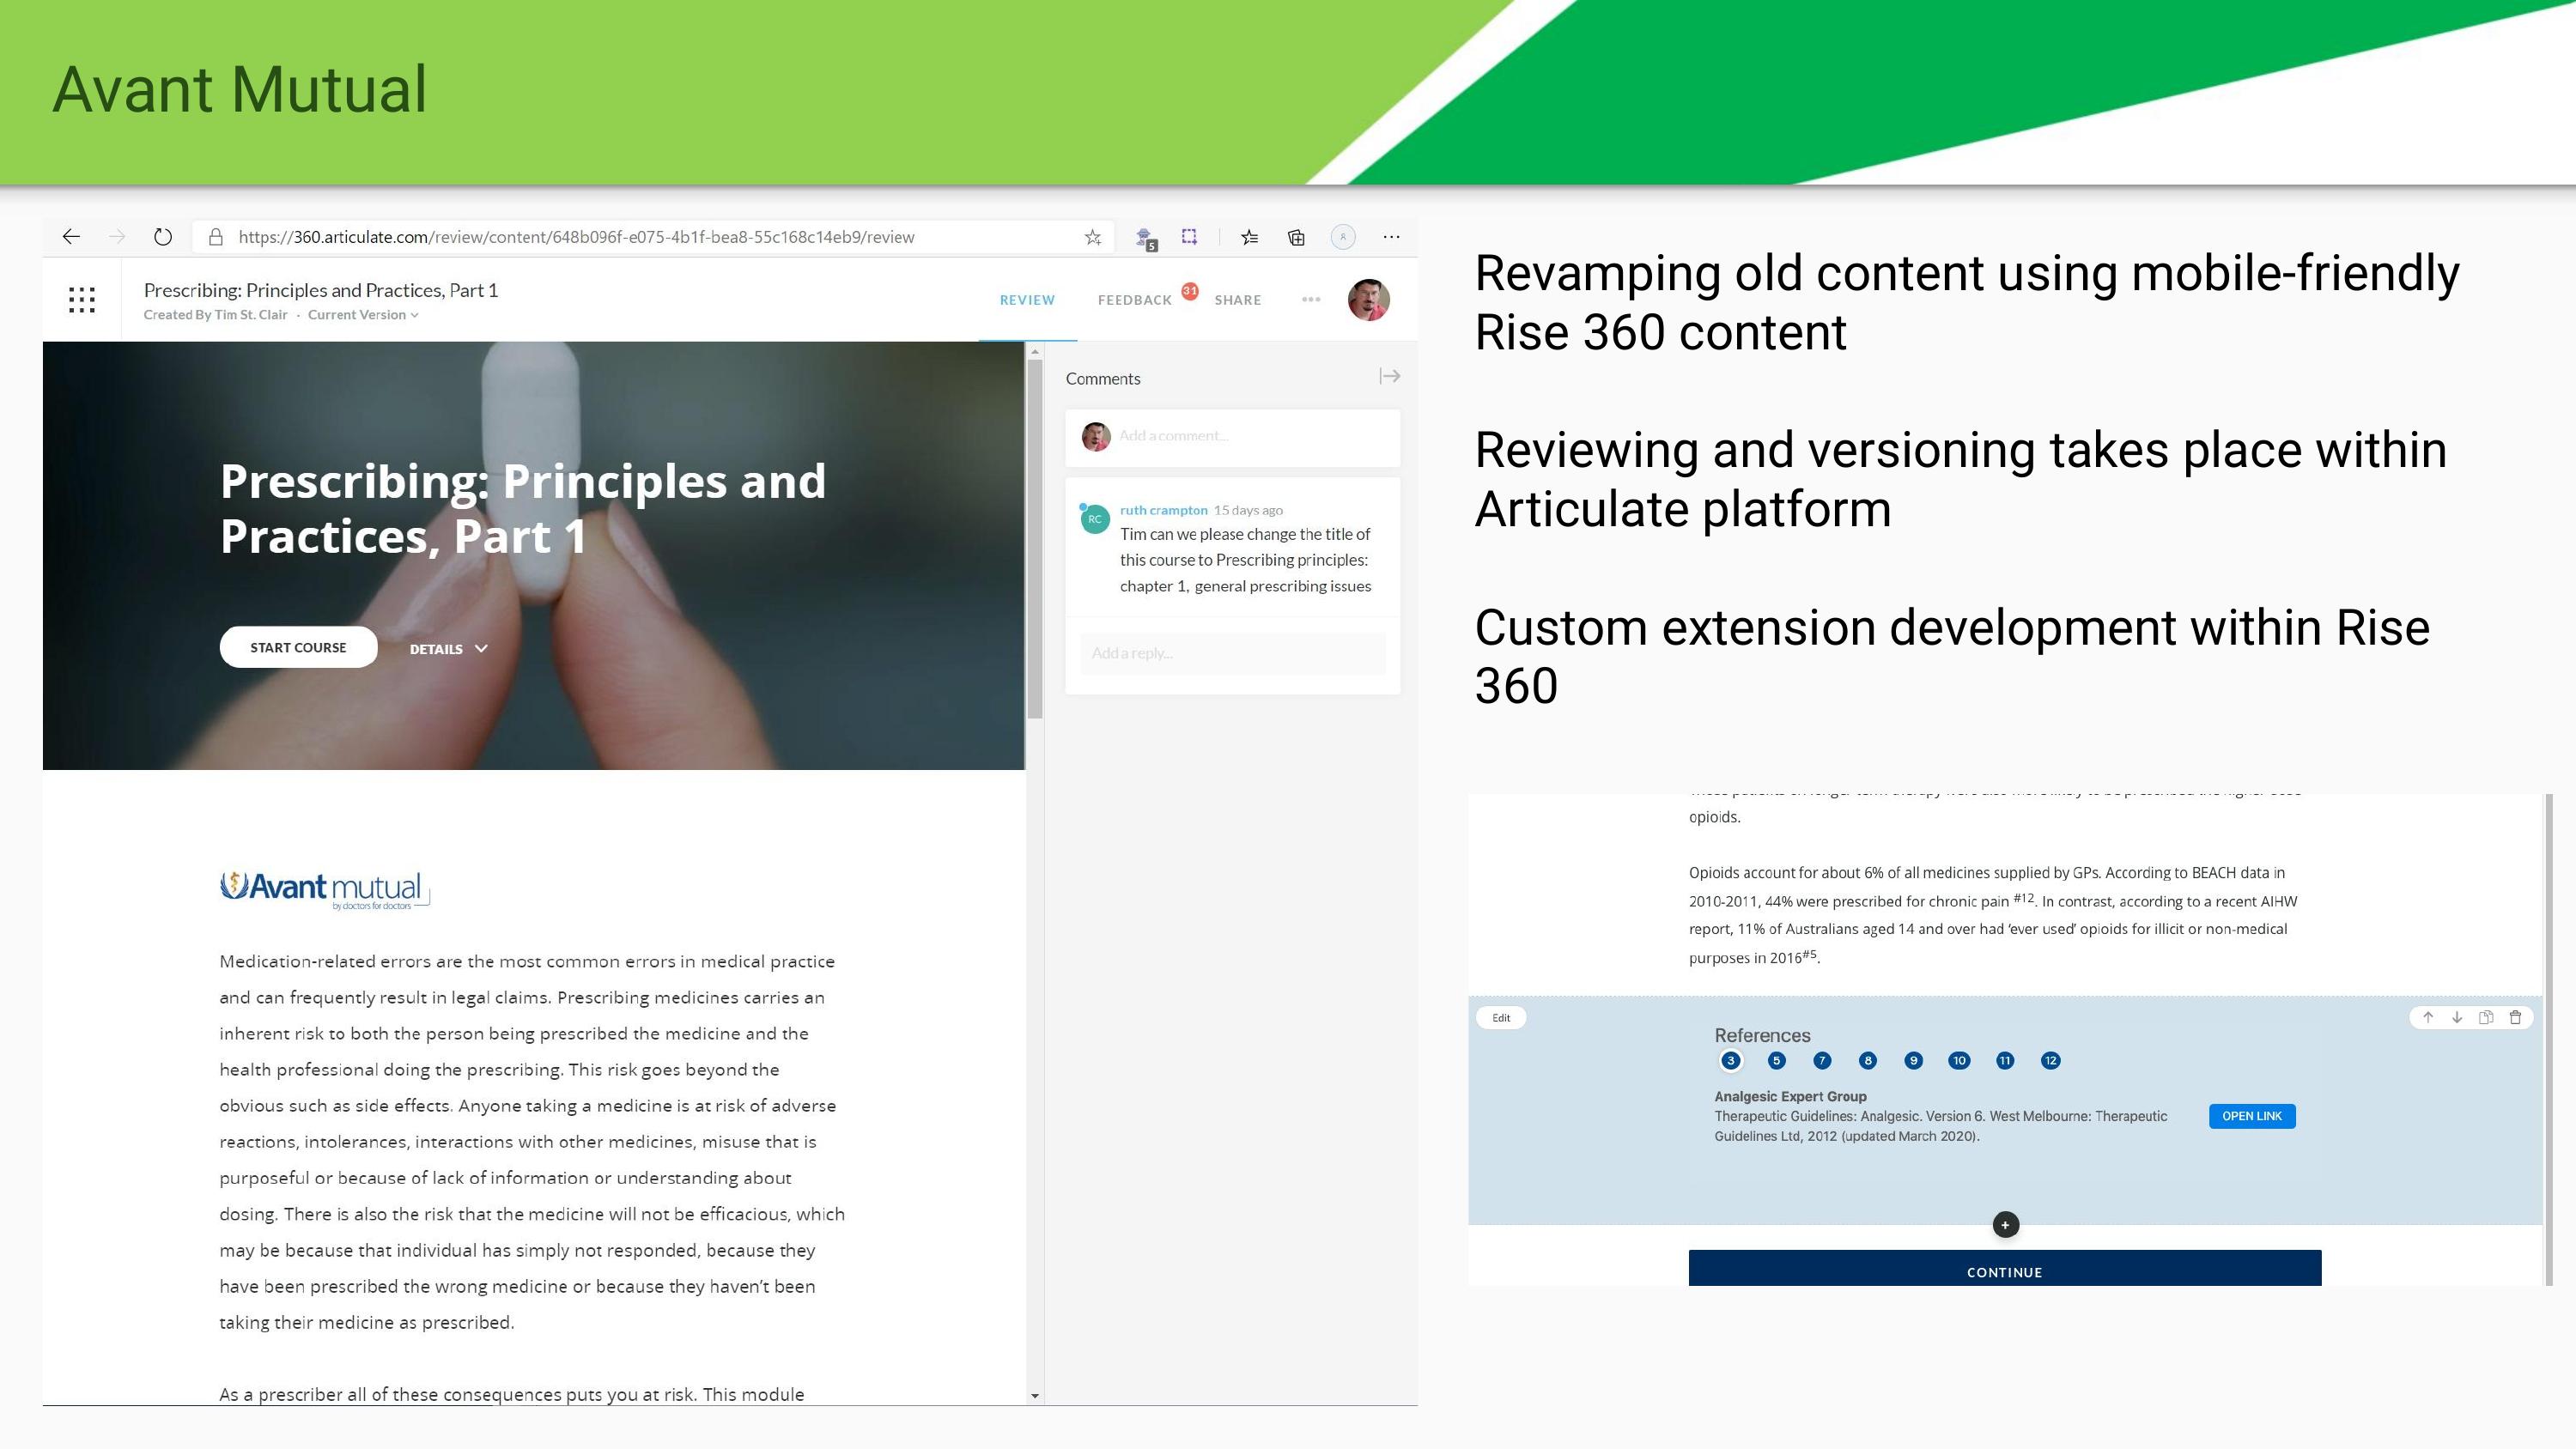 Avant Mutual
https://360.articulate.com/review/content/648b096f-e075-4b1f-bea8-55c168c14eb9/review
5
Prescribing: Principles and Practices, Part 1
Created By Tim St. Clair · Current Version
REVIEW
FEEDBACK 31
SHARE
Prescribing: Principles and
Practices, Part 1
START COURSE
DETAILS
Comments
Add a comment...
RC
ruth crampton 15 days ago
Tim can we please change the title of
this course to Prescribing principles:
chapter 1, general prescribing issues
Add a reply...
Avant mutual
by doctors for doctors
Medication-related errors are the most common errors in medical practice
and can frequently result in legal claims. Prescribing medicines carries an
inherent risk to both the person being prescribed the medicine and the
health professional doing the prescribing. This risk goes beyond the
obvious such as side effects. Anyone taking a medicine is at risk of adverse
reactions, intolerances, interactions with other medicines, misuse that is
purposeful or because of lack of information or understanding about
dosing. There is also the risk that the medicine will not be efficacious, which
may be because that individual has simply not responded, because they
have been prescribed the wrong medicine or because they haven't been
taking their medicine as prescribed.
As a prescriber all of these consequences puts you at risk. This module
Revamping old content using mobile-friendly
Rise 360 content
Reviewing and versioning takes place within
Articulate platform
Custom extension development within Rise
360
opioids.
Opioids account for about 6% of all medicines supplied by GPs. According to BEACH data in
2010-2011, 44% were prescribed for chronic pain #12. In contrast, according to a recent AIHW
report, 11% of Australians aged 14 and over had 'ever used' opioids for illicit or non-medical
purposes in 2016#5.
Edit
References
3 5 7 8 9 10 11 12
Analgesic Expert Group
Therapeutic Guidelines: Analgesic. Version 6. West Melbourne: Therapeutic
Guidelines Ltd, 2012 (updated March 2020).
OPEN LINK
CONTINUE